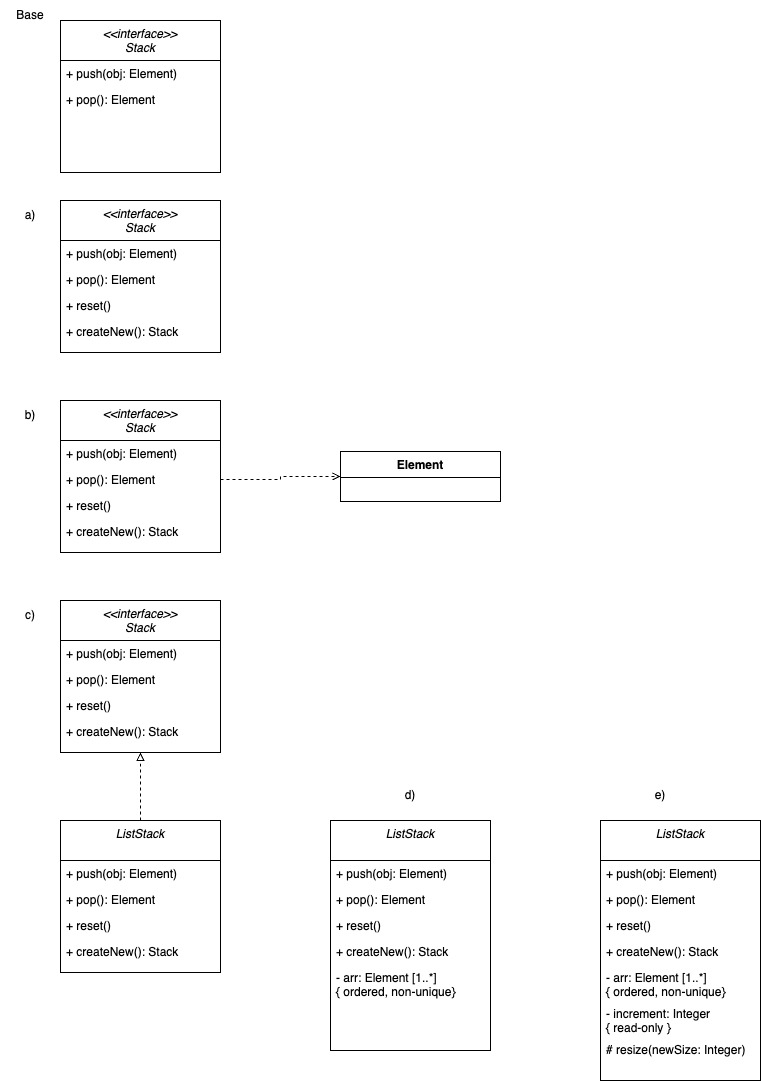 Base
<<interface>>
Stack
+ push(obj: Element)
+ pop(): Element
a)
<<interface>>
Stack
+ push(obj: Element)
+ pop(): Element
+ reset()
+ createNew(): Stack
b)
<<interface>>
Stack
+ push(obj: Element)
+ pop(): Element
+ reset()
+ createNew(): Stack
Element
c)
<<interface>>
Stack
+ push(obj: Element)
+ pop(): Element
+ reset()
+ createNew(): Stack
ListStack
+ push(obj: Element)
+ pop(): Element
+ reset()
+ createNew(): Stack
d)
ListStack
+ push(obj: Element)
+ pop(): Element
+ reset()
+ createNew(): Stack
- arr: Element [1..*]
{ ordered, non-unique}
e)
ListStack
+ push(obj: Element)
+ pop(): Element
+ reset()
+ createNew(): Stack
- arr: Element [1..*]
{ ordered, non-unique}
- increment: Integer
{ read-only }
# resize(newSize: Integer)